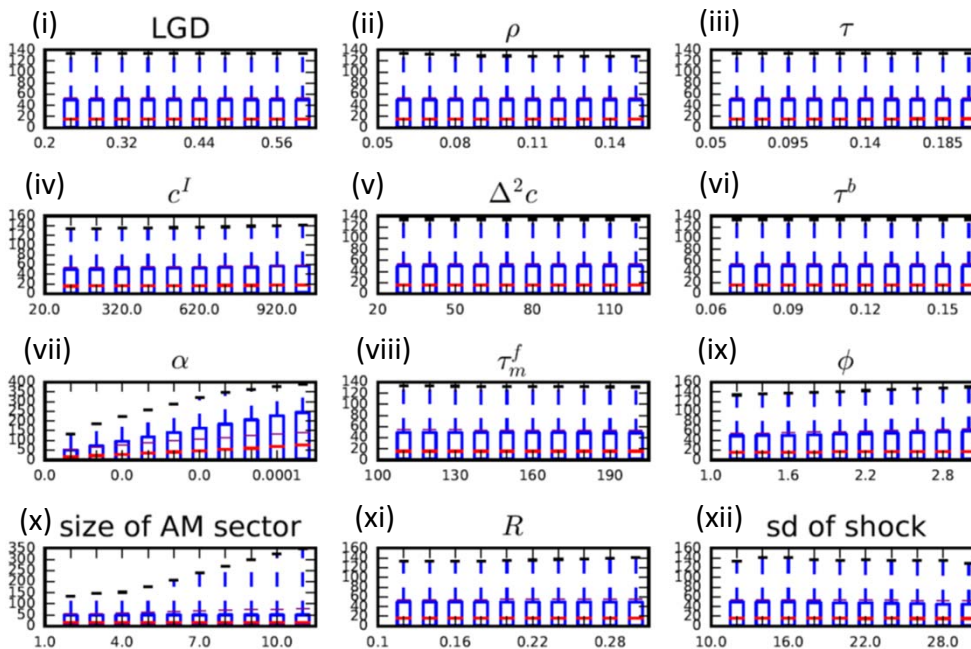 (i) LGD (ii) ρ (iii) τ
140 140 140
120 120 120
100 100 100
80 80 80
60 60 60
40 40 40
20 20 20
0 0 0
0.2 0.32 0.44 0.56 0.05 0.08 0.11 0.14 0.05 0.095 0.14 0.185
(iv) c^I (v) Δ²c (vi) τ^b
160 140 140
140 120 120
120 100 100
100 80 80
80 60 60
60 40 40
40 20 20
20 0 0
0
20.0 320.0 620.0 920.0 20 50 80 110 0.06 0.09 0.12 0.15
(vii) α (viii) τ_m^f (ix) φ
400 140 160
350 120 140
300 100 120
250 80 100
200 60 80
150 40 60
100 20 40
50 0 20
0 0
0.0 0.0 0.0 0.0001 100 130 160 190 1.0 1.6 2.2 2.8
(x) size of AM sector (xi) R (xii) sd of shock
350 160 160
300 140 140
250 120 120
200 100 100
150 80 80
100 60 60
50 40 40
0 20 20
0 0
1.0 4.0 7.0 10.0 0.1 0.16 0.22 0.28 10.0 16.0 22.0 28.0